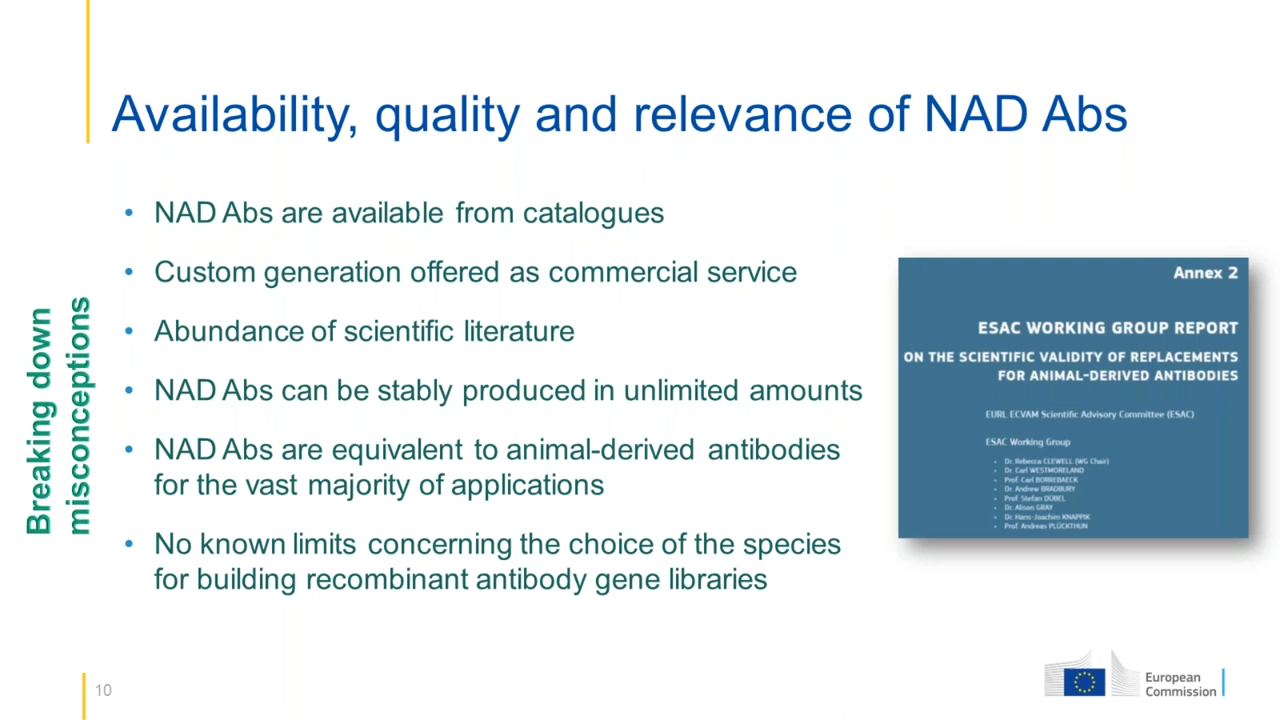 Availability, quality and relevance of NAD Abs
Breaking down
misconceptions
• NAD Abs are available from catalogues
• Custom generation offered as commercial service
• Abundance of scientific literature
• NAD Abs can be stably produced in unlimited amounts
• NAD Abs are equivalent to animal-derived antibodies
for the vast majority of applications
• No known limits concerning the choice of the species
for building recombinant antibody gene libraries
Annex 2
ESAC WORKING GROUP REPORT
ON THE SCIENTIFIC VALIDITY OF REPLACEMENTS
FOR ANIMAL-DERIVED ANTIBODIES
EURL ECVAM Scientific Advisory Committee (ESAC)
ESAC Working Group
• Dr. Rebecca CLEWELL (WG Chair)
• Dr. Carl WESTMORELAND
• Prof. Carl BORREBAECK
• Dr. Andrew BRADBURY
• Prof. Stefan DÜBEL
• Dr. Alison GRAY
• Dr. Hans-Joachim KNAPPIK
• Prof. Andreas PLÜCKTHUN
10
European
Commission